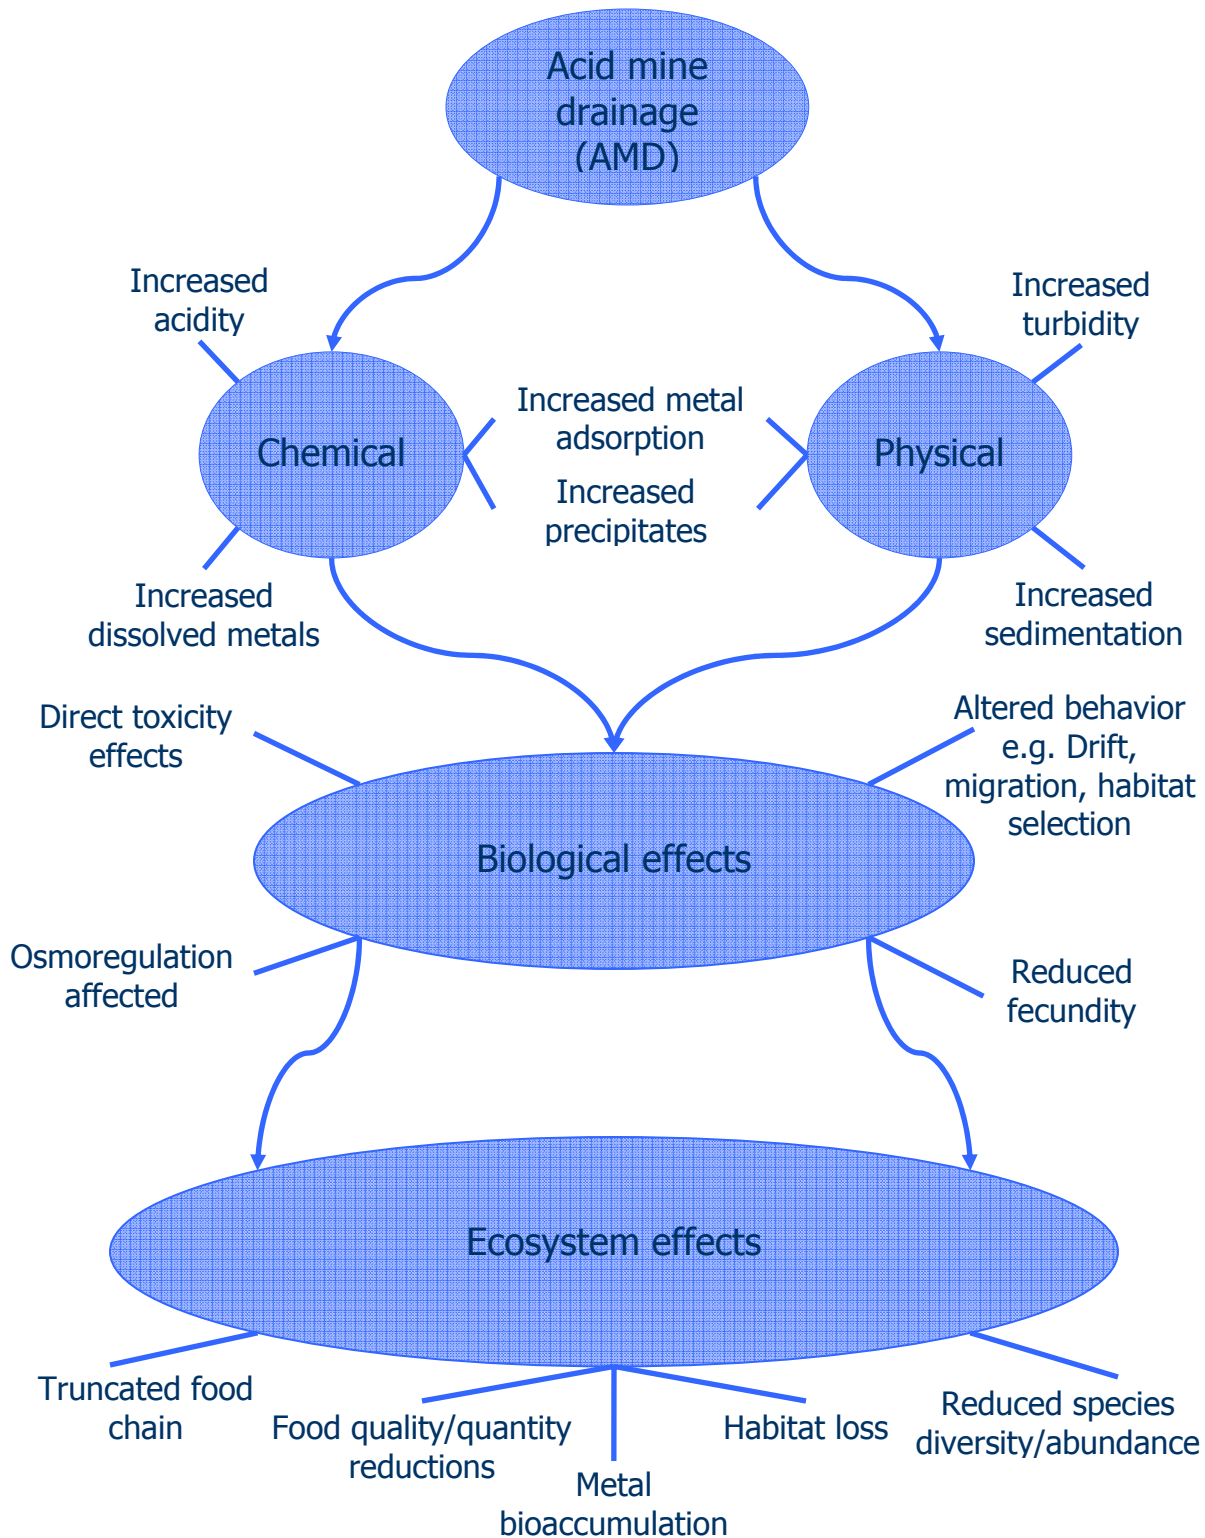 Acid mine
drainage
(AMD)
Increased
acidity
Increased
turbidity
Chemical
Increased metal
adsorption
Increased
precipitates
Physical
Increased
dissolved metals
Increased
sedimentation
Direct toxicity
effects
Altered behavior
e.g. Drift,
migration, habitat
selection
Biological effects
Osmoregulation
affected
Reduced
fecundity
Ecosystem effects
Truncated food
chain
Food quality/quantity
reductions
Metal
bioaccumulation
Habitat loss
Reduced species
diversity/abundance